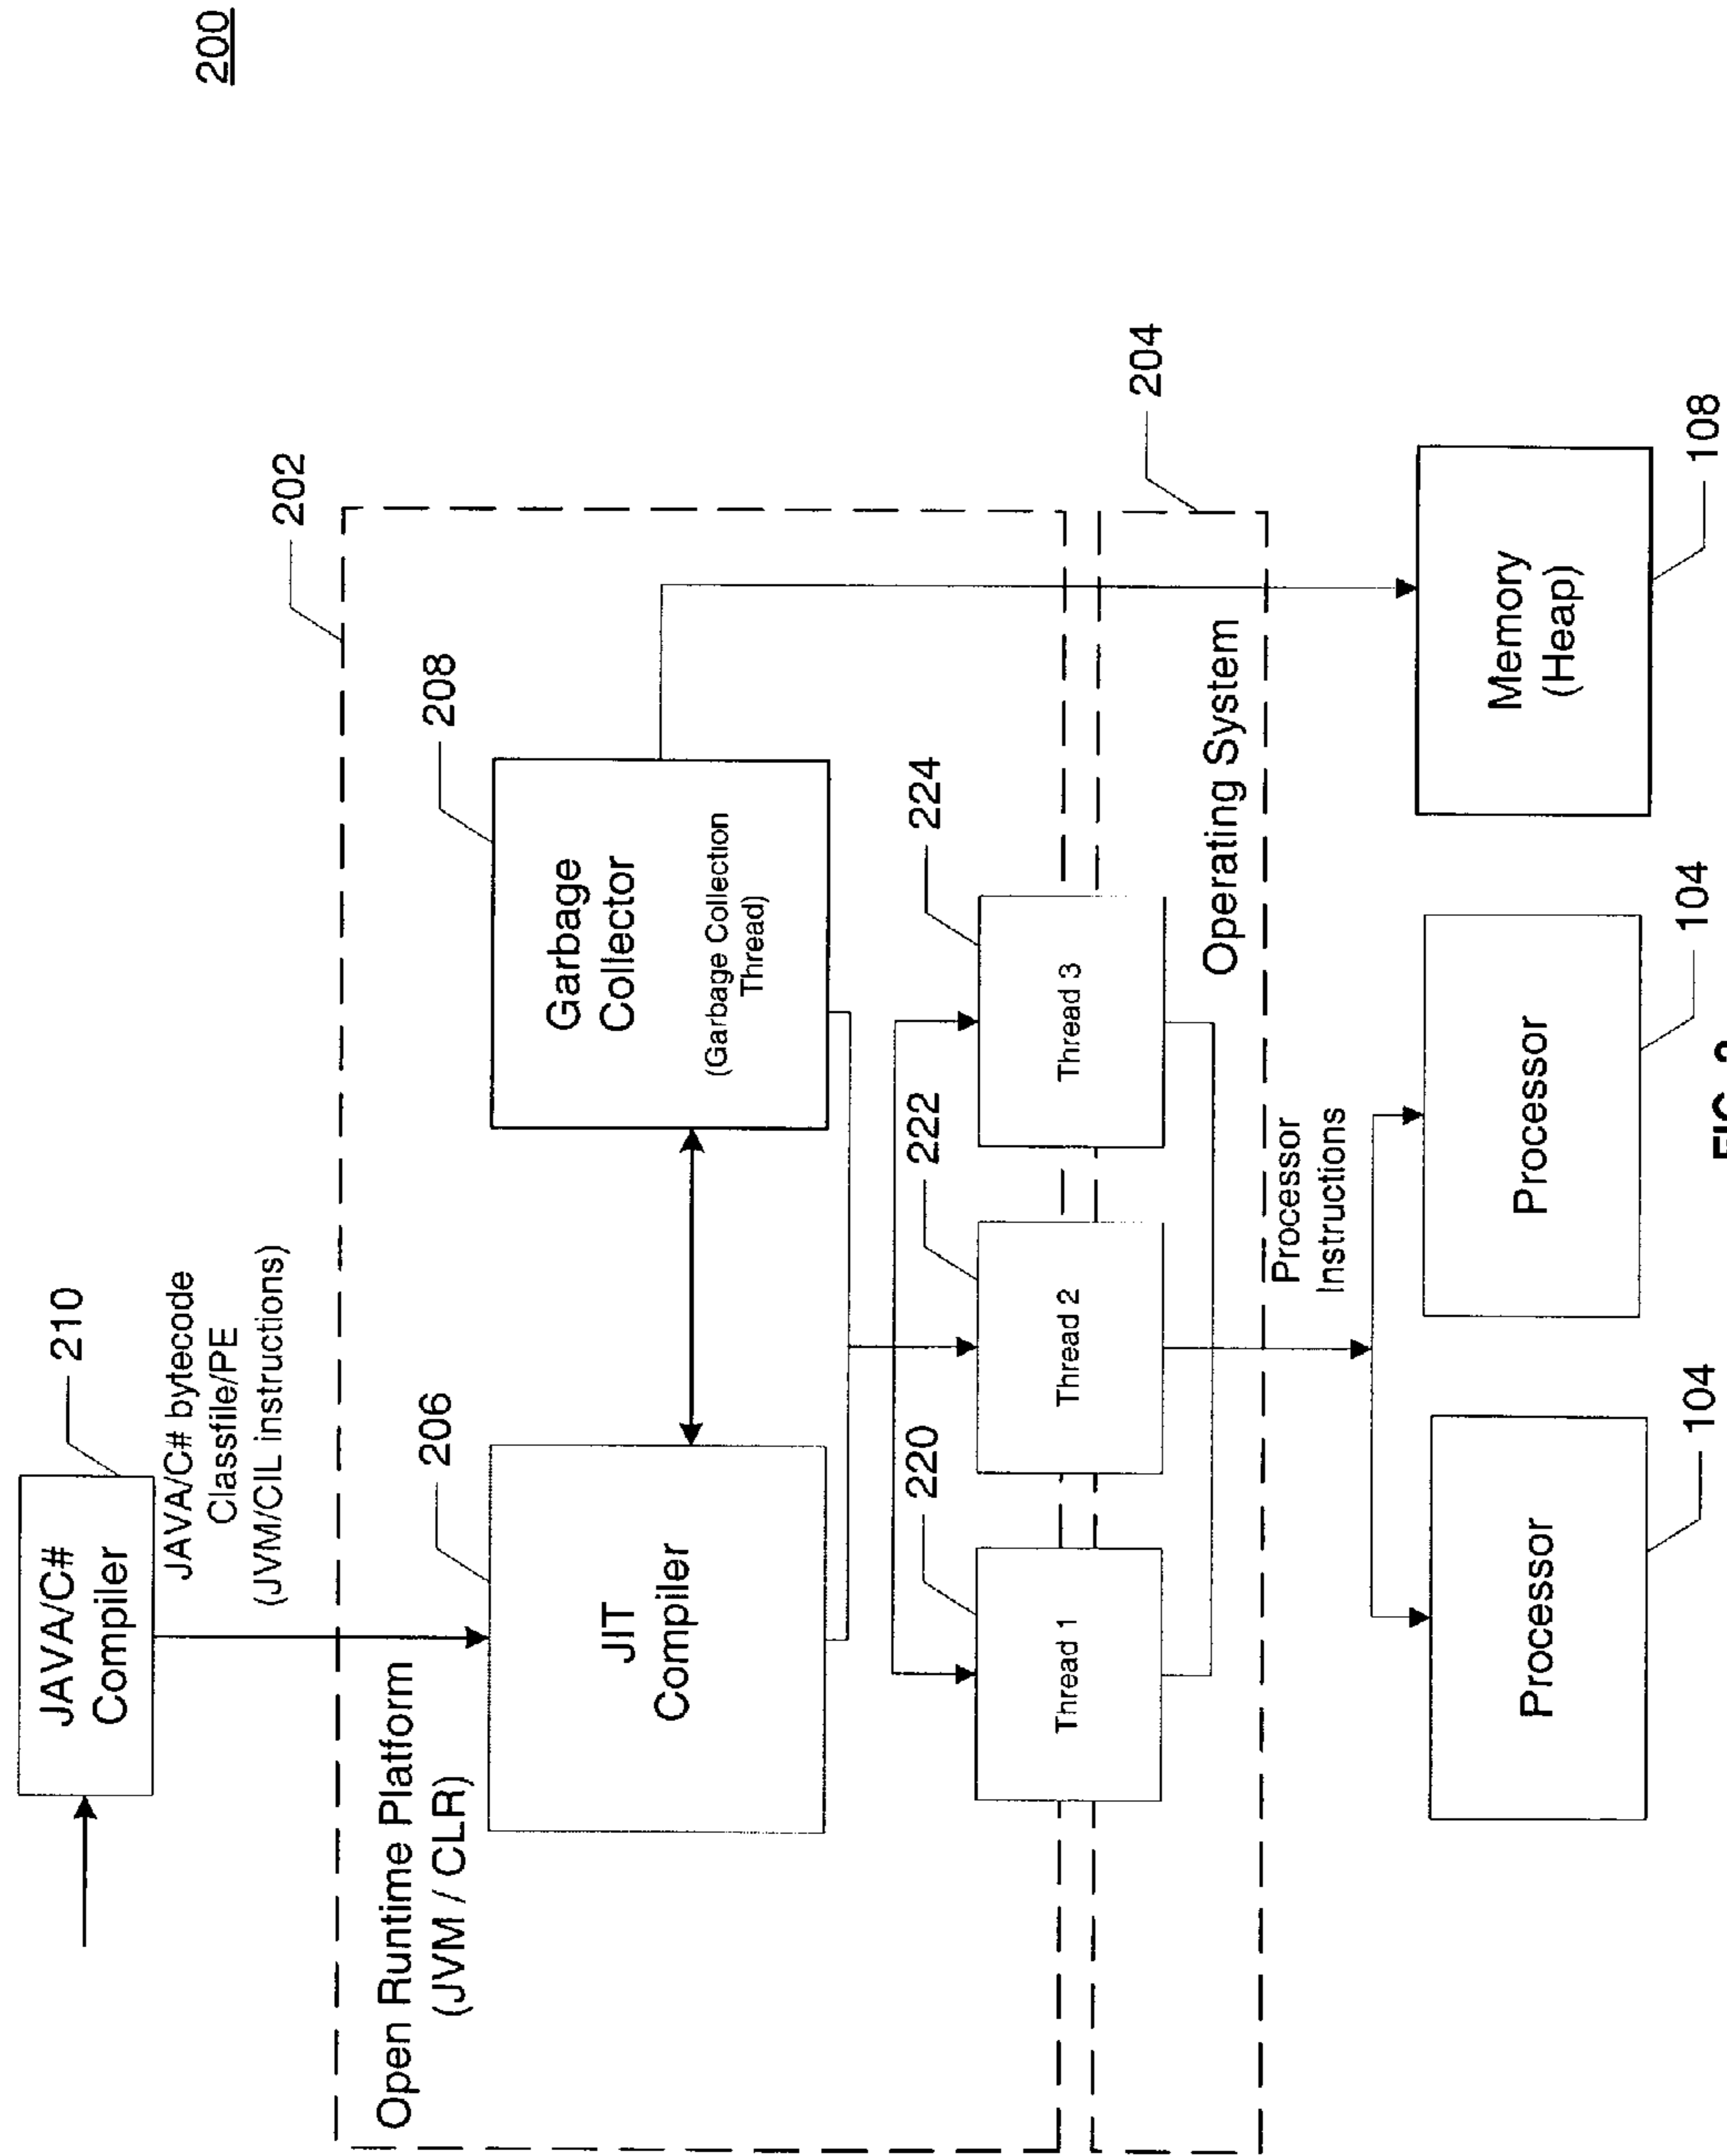 200
210
JAVA/C#
Compiler
JAVA/C# bytecode
Classfile/PE
(JVM/CIL instructions)
202
Open Runtime Platform
(JVM / CLR)
206
JIT
Compiler
208
Garbage
Collector
(Garbage Collection
Thread)
220
Thread 1
222
Thread 2
224
Thread 3
204
Operating System
Processor
Instructions
Processor
104
Processor
104
Memory
(Heap)
108
FIG.